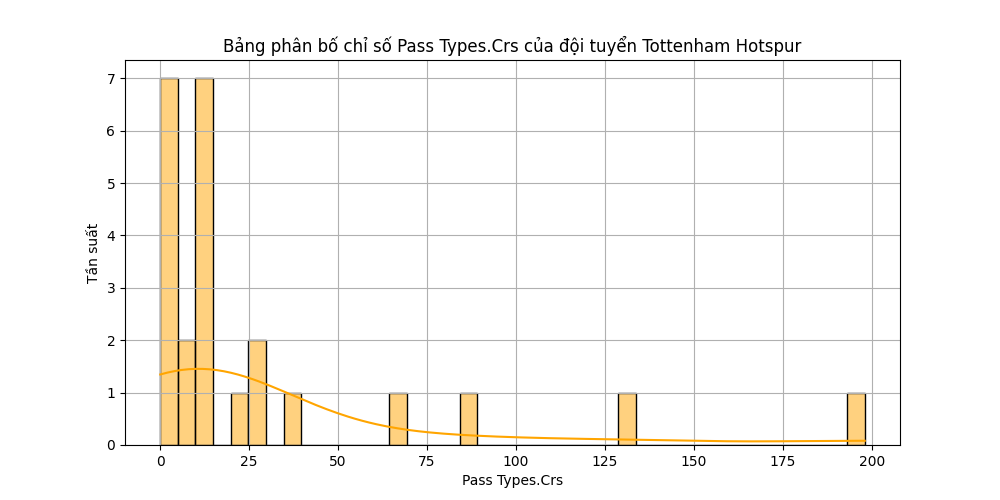 Bảng phân bố chỉ số Pass Types.Crs của đội tuyển Tottenham Hotspur
7
6
5
4
3
2
1
0
Tần suất
0 25 50 75 100 125 150 175 200
Pass Types.Crs